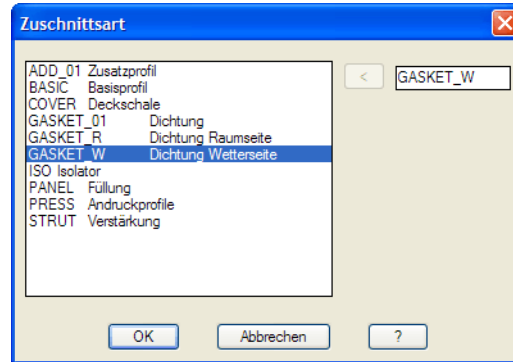 Zuschnittsart
ADD_01 Zusatzprofil
BASIC Basisprofil
COVER Deckschale
GASKET_01 Dichtung
GASKET_R Dichtung Raumseite
GASKET_W Dichtung Wetterseite
ISO Isolator
PANEL Füllung
PRESS Andruckprofile
STRUT Verstärkung
< GASKET_W
OK Abbrechen ?